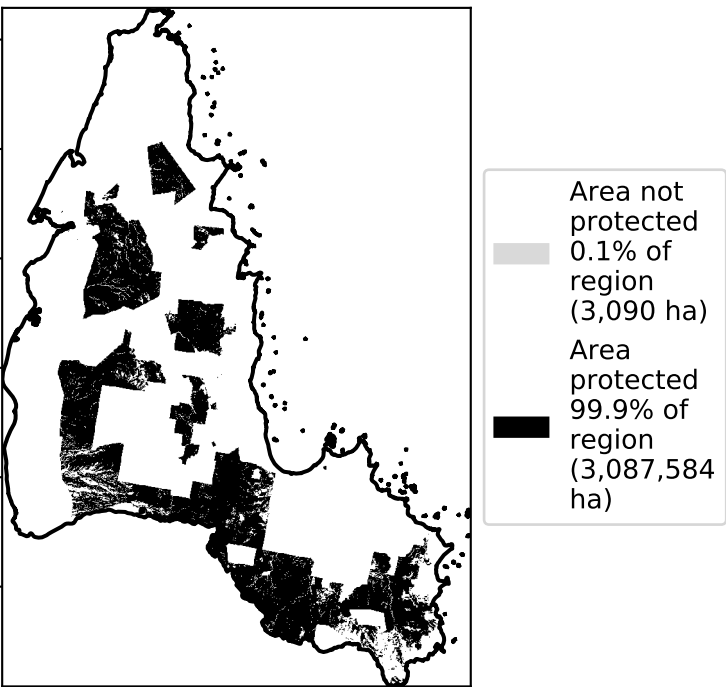 Area not
protected
0.1% of
region
(3,090 ha)
Area
protected
99.9% of
region
(3,087,584
ha)